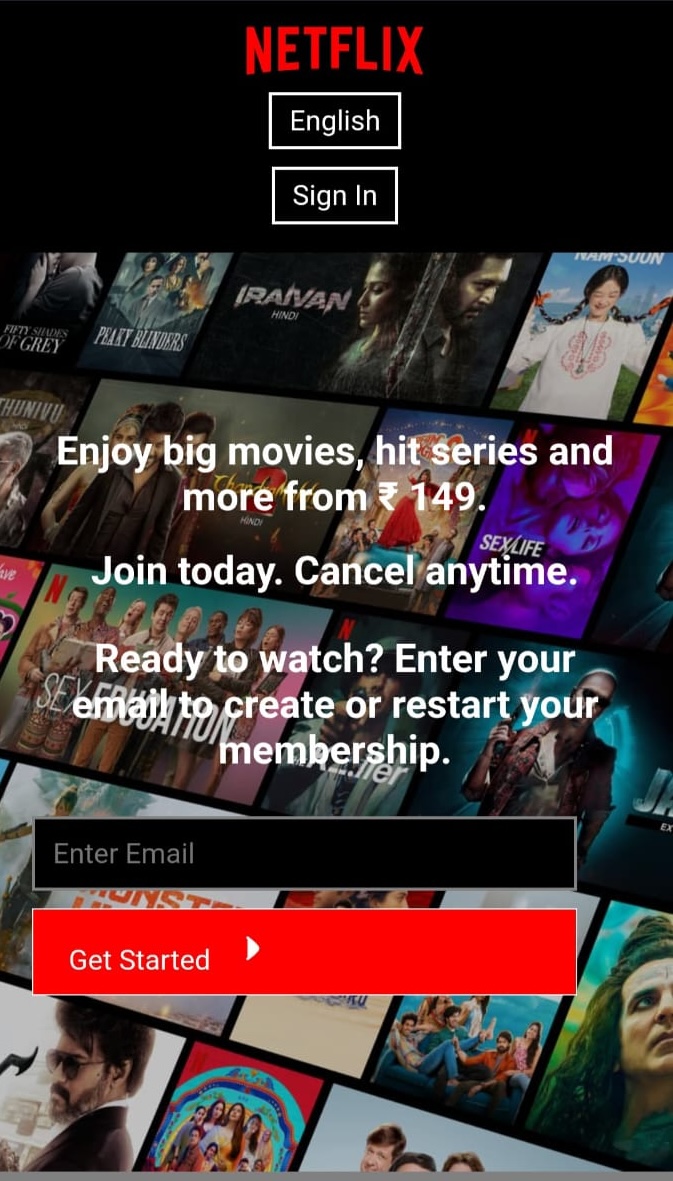 NETFLIX
English
Sign In
NAM-SOON
IRAIVAN
HINDI
FIFTY SHADES
OF GREY
PEAKY BLINDERS
THUNIVU
Enjoy big movies, hit series and
more from ₹ 149.
HINDI
SEX/LIFE
Join today. Cancel anytime.
N
Ready to watch? Enter your
SEX EDUCATION
email to create or restart your
membership.
Enter Email
Get Started